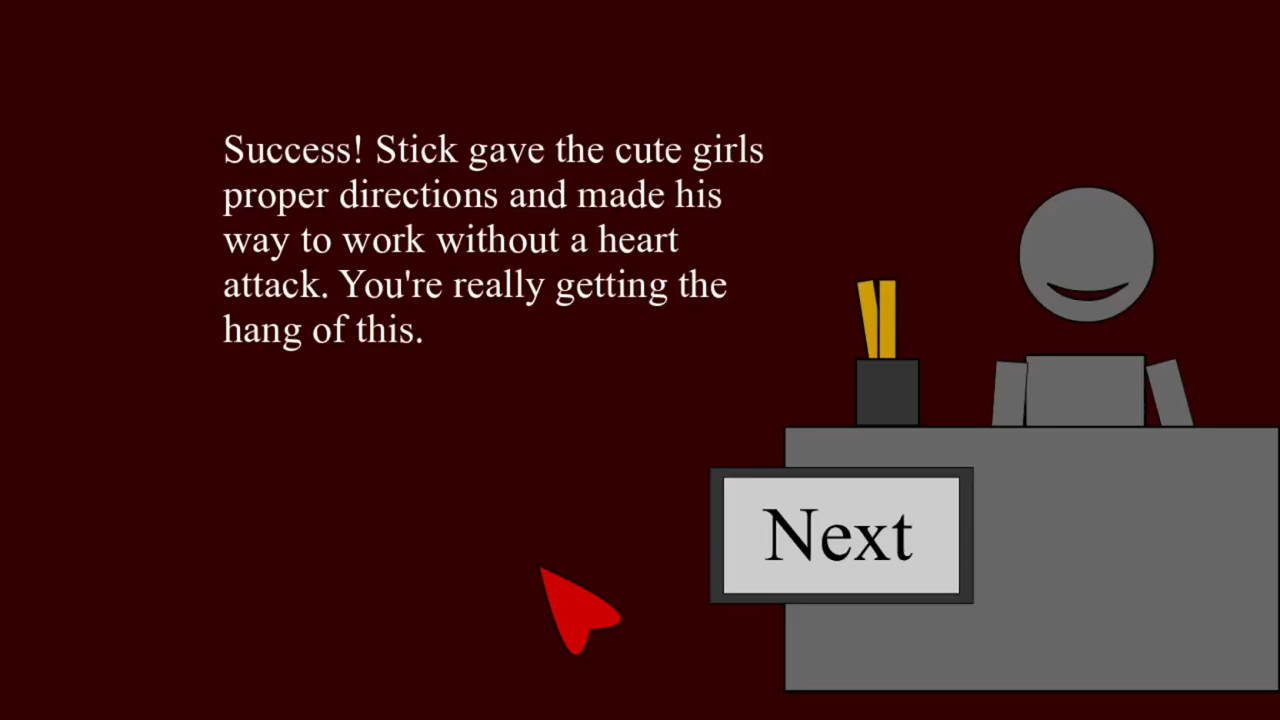 Success! Stick gave the cute girls
proper directions and made his
way to work without a heart
attack. You're really getting the
hang of this.
Next